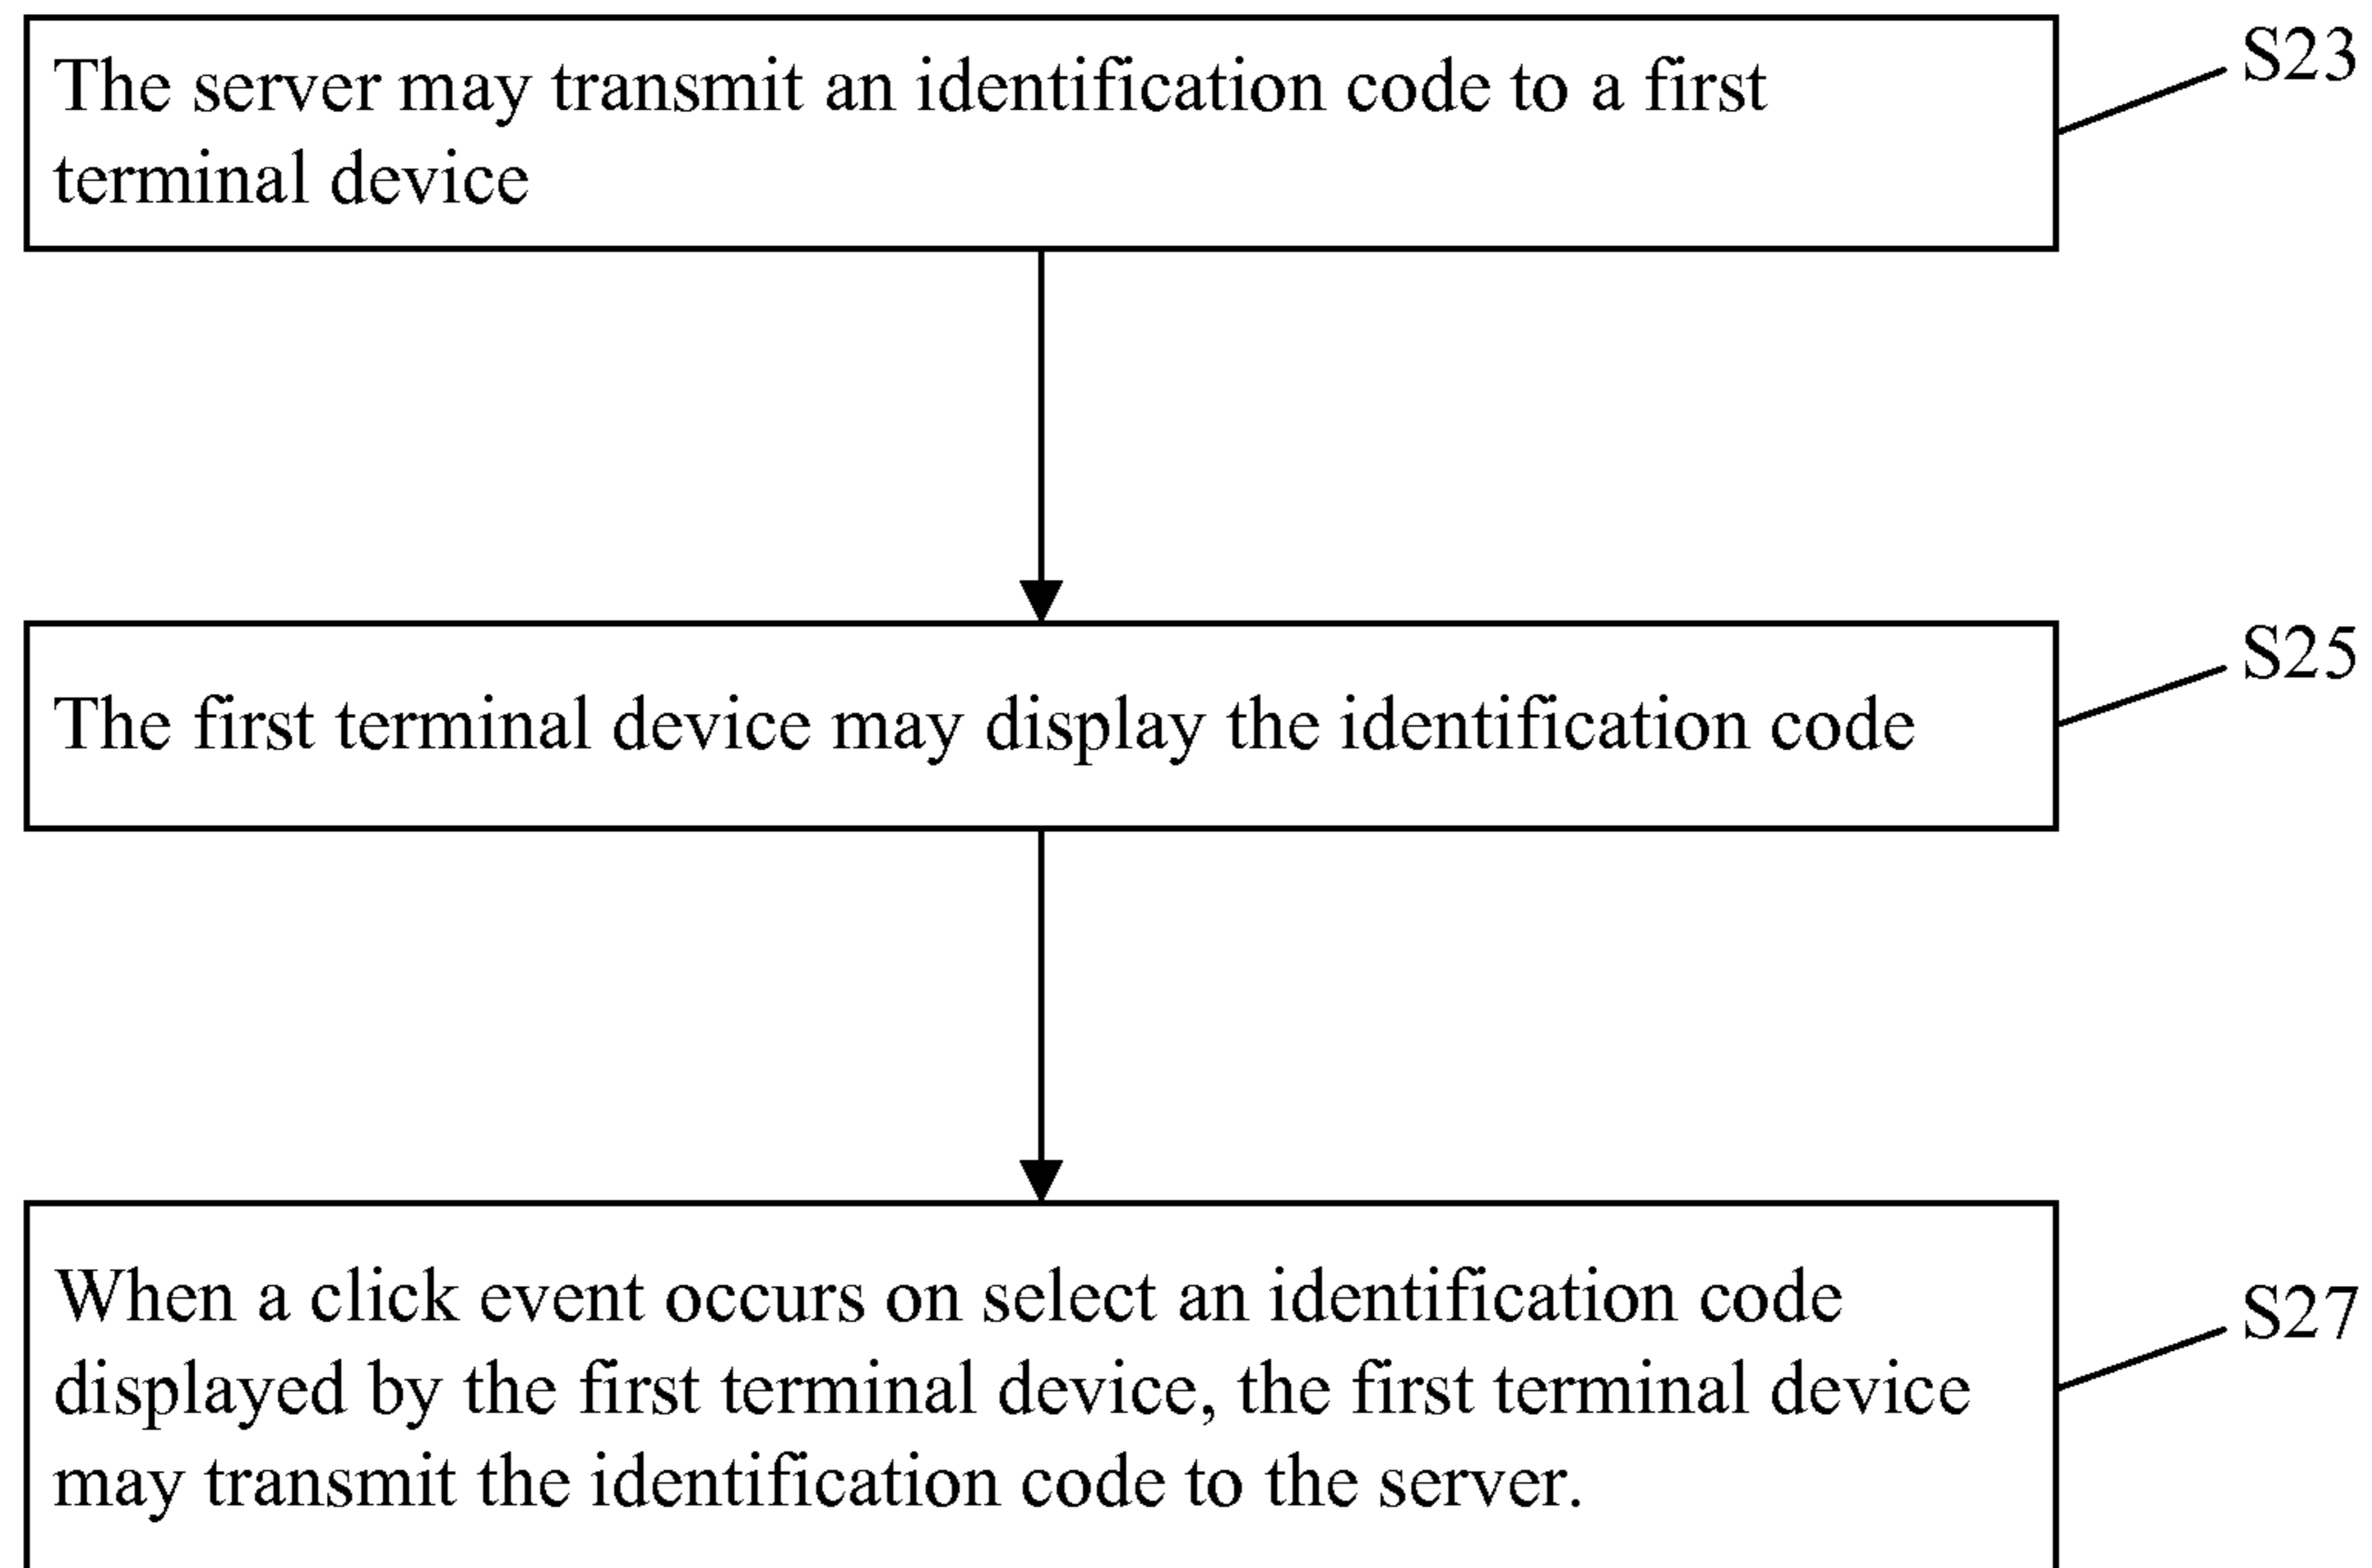 The server may transmit an identification code to a first
terminal device
S23
The first terminal device may display the identification code
S25
When a click event occurs on select an identification code
displayed by the first terminal device, the first terminal device
may transmit the identification code to the server.
S27